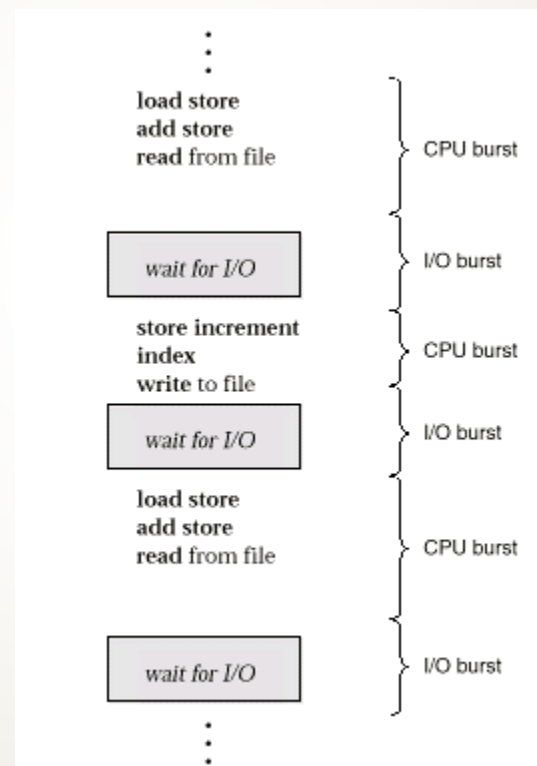 load store
add store
read from file
CPU burst
wait for I/O
I/O burst
store increment
index
write to file
CPU burst
wait for I/O
I/O burst
load store
add store
read from file
CPU burst
wait for I/O
I/O burst